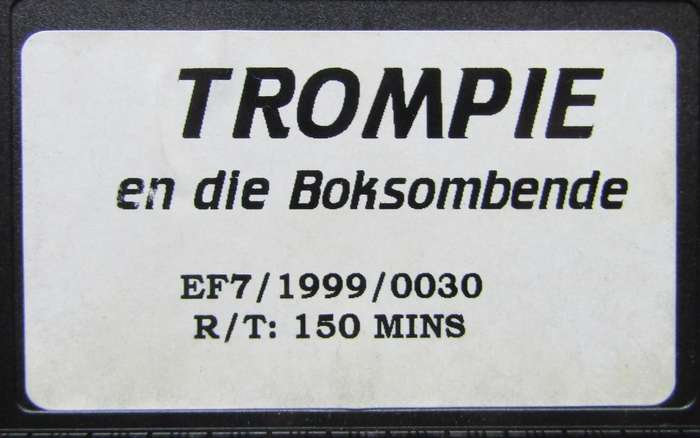 TROMPIE
en die Boksombende
EF7/1999/0030
R/T: 150 MINS